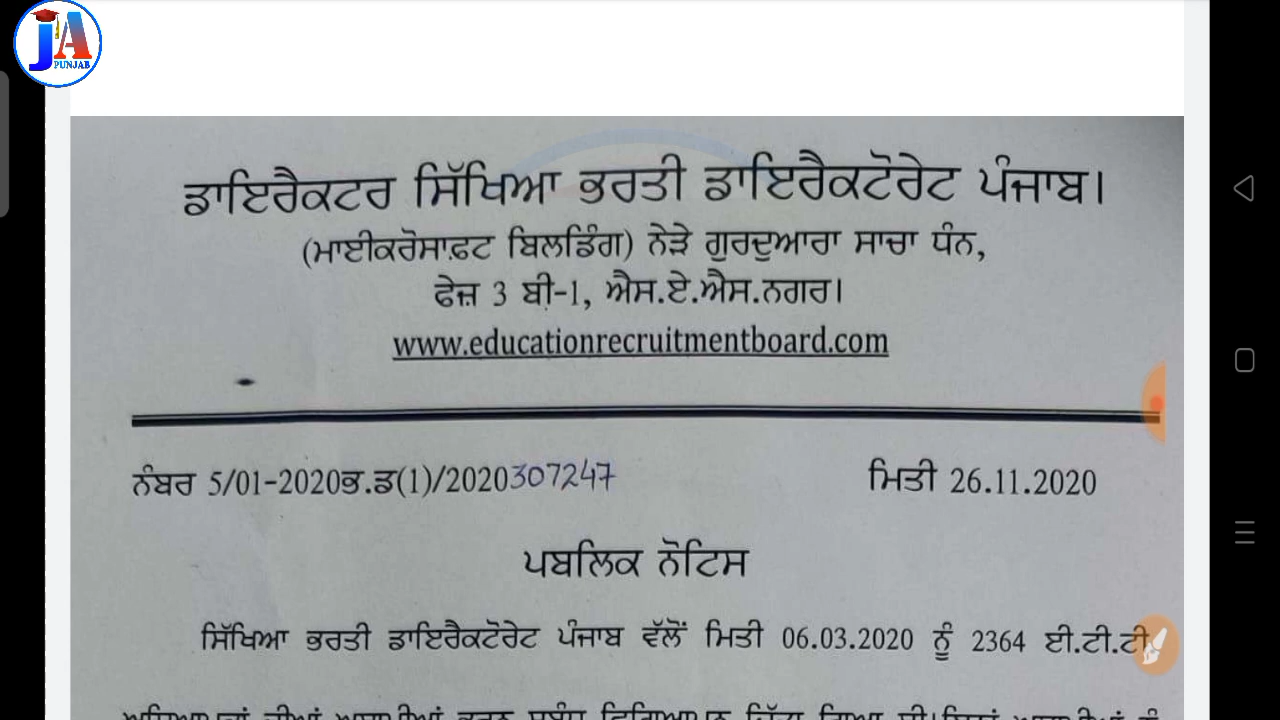 JA
PUNJAB
ਡਾਇਰੈਕਟਰ ਸਿੱਖਿਆ ਭਰਤੀ ਡਾਇਰੈਕਟੋਰੇਟ ਪੰਜਾਬ।
(ਮਾਈਕਰੋਸਾਫ਼ਟ ਬਿਲਡਿੰਗ) ਨੇੜੇ ਗੁਰਦੁਆਰਾ ਸਾਚਾ ਧੰਨ,
ਫੇਜ਼ 3 ਬੀ-1, ਐਸ.ਏ.ਐਸ.ਨਗਰ।
www.educationrecruitmentboard.com
ਨੰਬਰ 5/01-2020ਭ.ਡ(1)/2020307247 ਮਿਤੀ 26.11.2020
ਪਬਲਿਕ ਨੋਟਿਸ
ਸਿੱਖਿਆ ਭਰਤੀ ਡਾਇਰੈਕਟੋਰੇਟ ਪੰਜਾਬ ਵੱਲੋਂ ਮਿਤੀ 06.03.2020 ਨੂੰ 2364 ਈ.ਟੀ.ਟੀ.